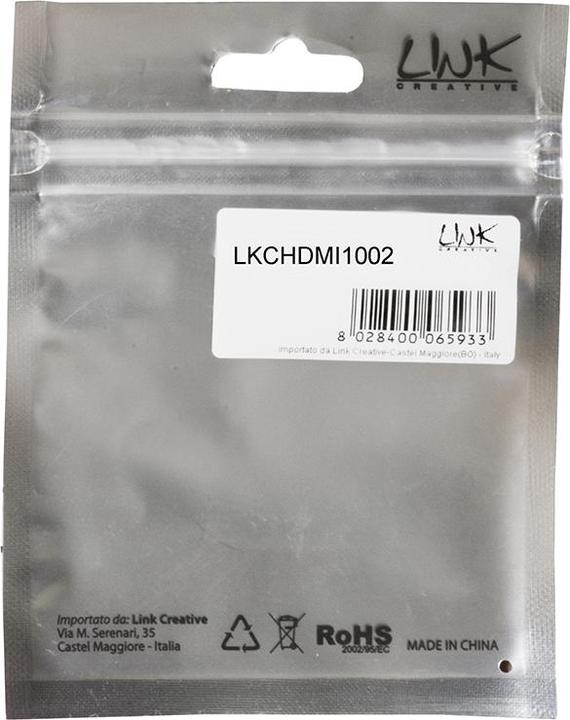 LINK
CREATIVE
LINK
CREATIVE
LKCHDMI1002
8 028400 065933
Importato da Link Creative-Castel Maggiore(BO) - Italy
Importato da: Link Creative
Via M. Serenari, 35
Castel Maggiore - Italia
RoHS
2002/95/EC
MADE IN CHINA